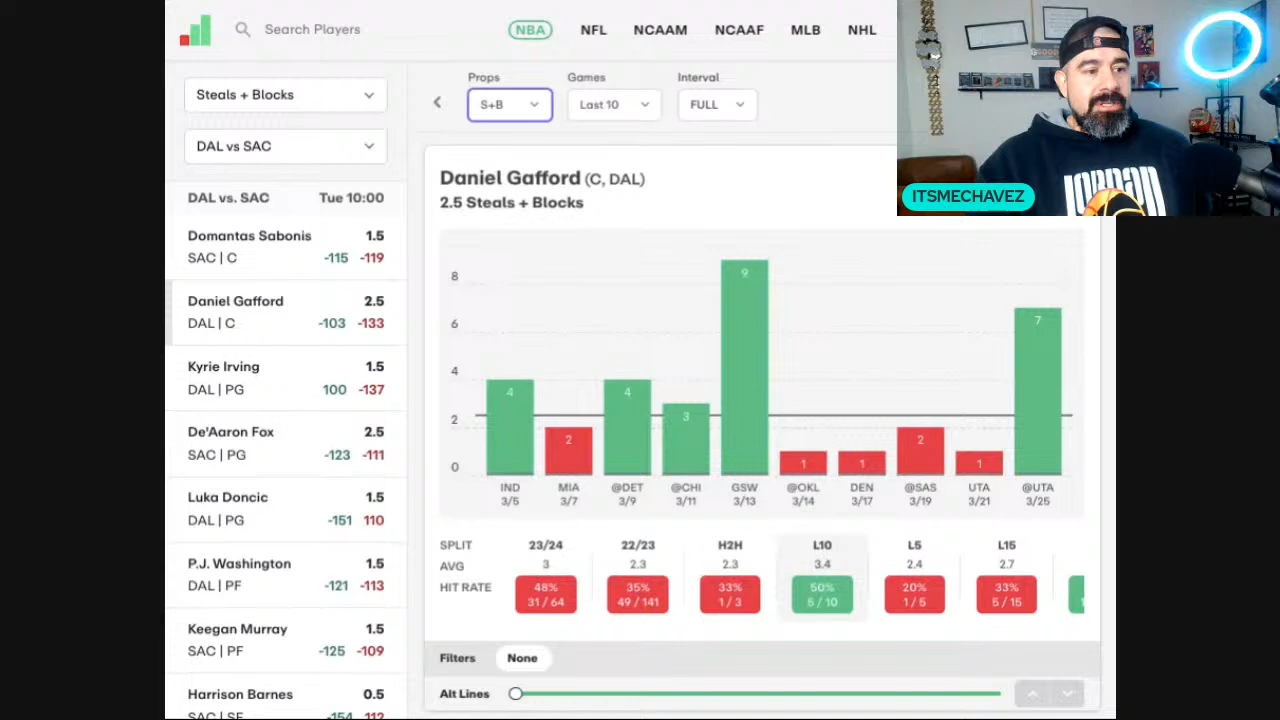 Search Players
NBA
NFL
NCAAM
NCAAF
MLB
NHL
Steals + Blocks
DAL vs SAC
Props
Games
Interval
S+B
Last 10
FULL
DAL vs. SAC Tue 10:00
Domantas Sabonis 1.5
SAC | C -115 -119
Daniel Gafford 2.5
DAL | C -103 -133
Kyrie Irving 1.5
DAL | PG 100 -137
De'Aaron Fox 2.5
SAC | PG -123 -111
Luka Doncic 1.5
DAL | PG -151 110
P.J. Washington 1.5
DAL | PF -121 -113
Keegan Murray 1.5
SAC | PF -125 -109
Harrison Barnes 0.5
SAC | SF -154 112
Daniel Gafford (C, DAL)
2.5 Steals + Blocks
8
6
4
2
0
4
2
4
3
9
1
1
2
1
7
IND MIA @DET @CHI GSW @OKL DEN @SAS UTA @UTA
3/5 3/7 3/9 3/11 3/13 3/14 3/17 3/19 3/21 3/25
SPLIT 23/24 22/23 H2H L10 L5 L15
AVG 3 2.3 2.3 3.4 2.4 2.7
HIT RATE 48% 35% 33% 50% 20% 33%
31 / 64 49 / 141 1 / 3 5 / 10 1 / 5 5 / 15
Filters None
Alt Lines
ITSMECHAVEZ
JORDAN